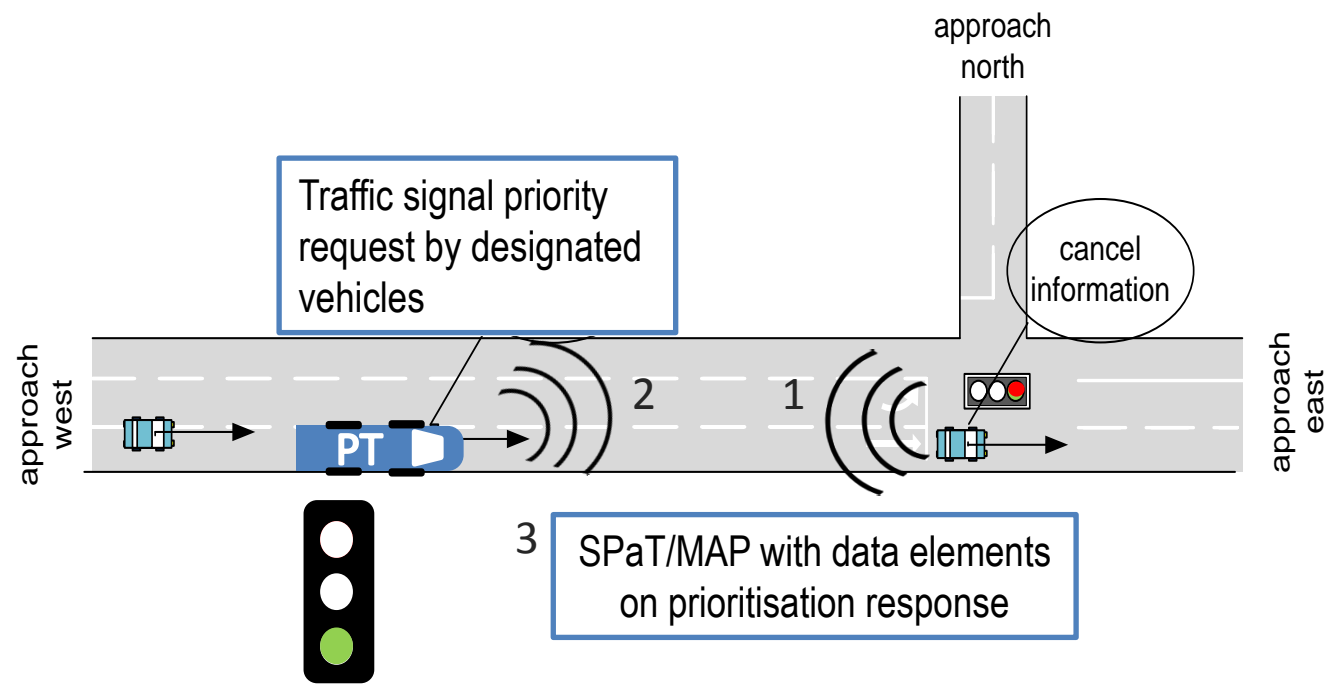 approach
north
Traffic signal priority
request by designated
vehicles
cancel
information
approach
west
2
1
approach
east
PT
3
SPaT/MAP with data elements
on prioritisation response